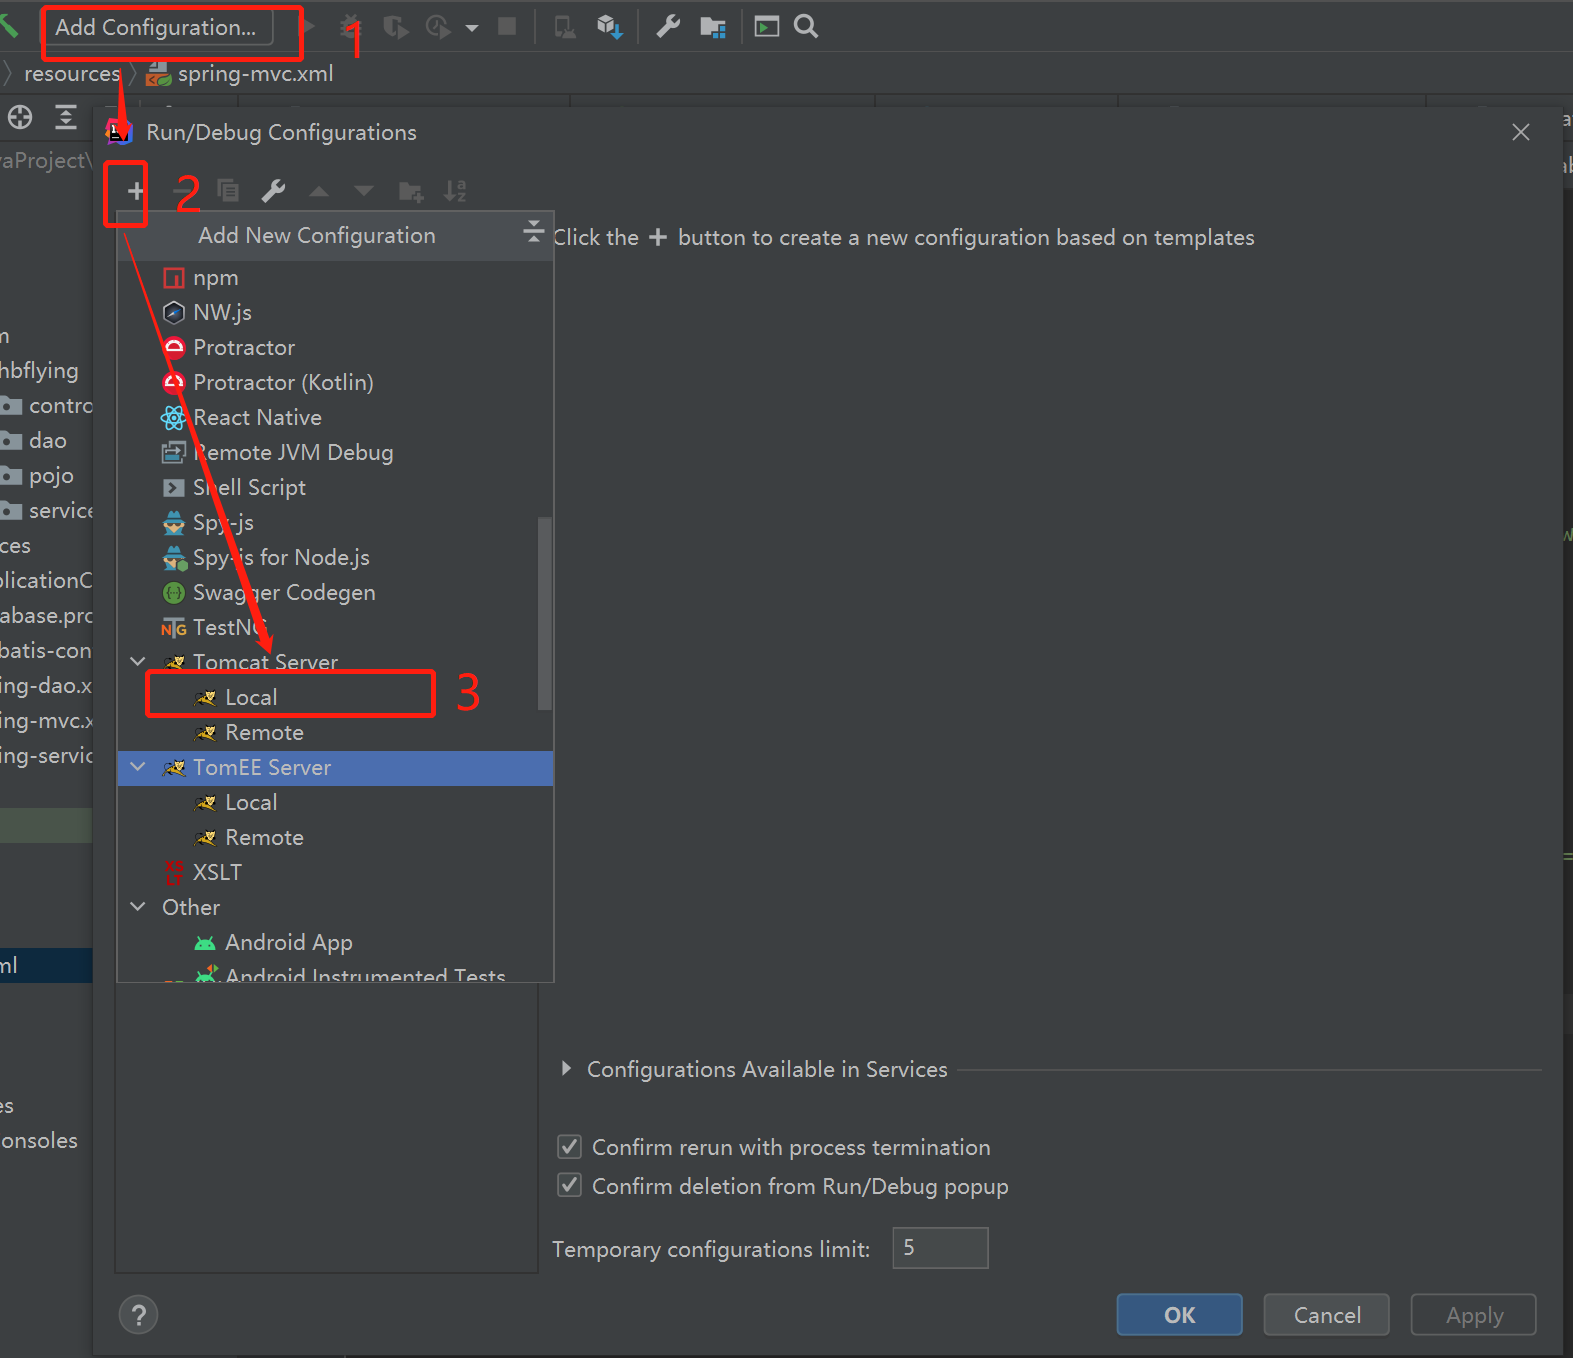 Add Configuration...
1
resources
spring-mvc.xml
Run/Debug Configurations
2
Add New Configuration
Click the + button to create a new configuration based on templates
npm
NW.js
Protractor
Protractor (Kotlin)
React Native
Remote JVM Debug
Shell Script
Spy-js
Spy-js for Node.js
Swagger Codegen
TestNG
Tomcat Server
Local
3
Remote
TomEE Server
Local
Remote
XSLT
Other
Android App
Android Instrumented Tests
aProject\
hbflying
contro
dao
pojo
service
ces
plicationC
abase.pro
batis-con
ing-dao.x
ing-mvc.x
ing-servic
ml
es
onsoles
Configurations Available in Services
Confirm rerun with process termination
Confirm deletion from Run/Debug popup
Temporary configurations limit: 5
?
OK
Cancel
Apply